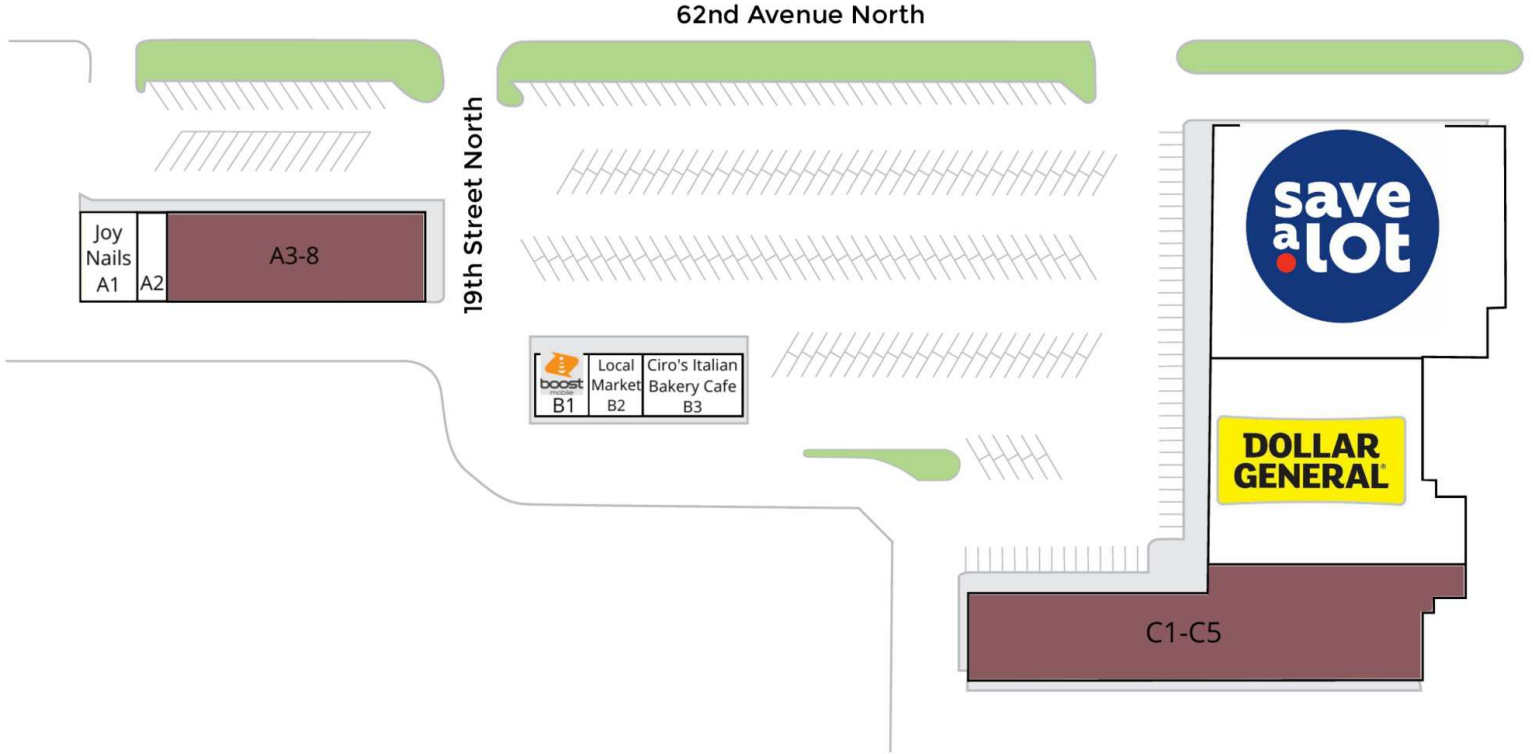 62nd Avenue North
19th Street North
Joy
Nails
A1
A2
A3-8
boost
mobile
B1
Local
Market
B2
Ciro's Italian
Bakery Cafe
B3
save
a lot
DOLLAR
GENERAL®
C1-C5